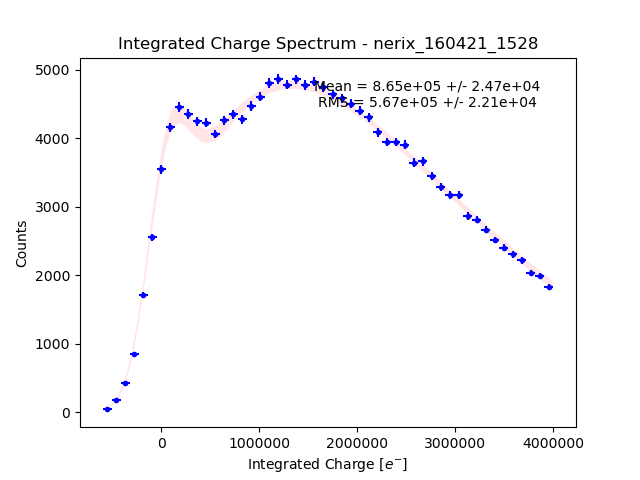 Integrated Charge Spectrum - nerix_160421_1528
Mean = 8.65e+05 +/- 2.47e+04
RMS = 5.67e+05 +/- 2.21e+04
5000
4000
3000
2000
1000
0
Counts
0 1000000 2000000 3000000 4000000
Integrated Charge [e⁻]